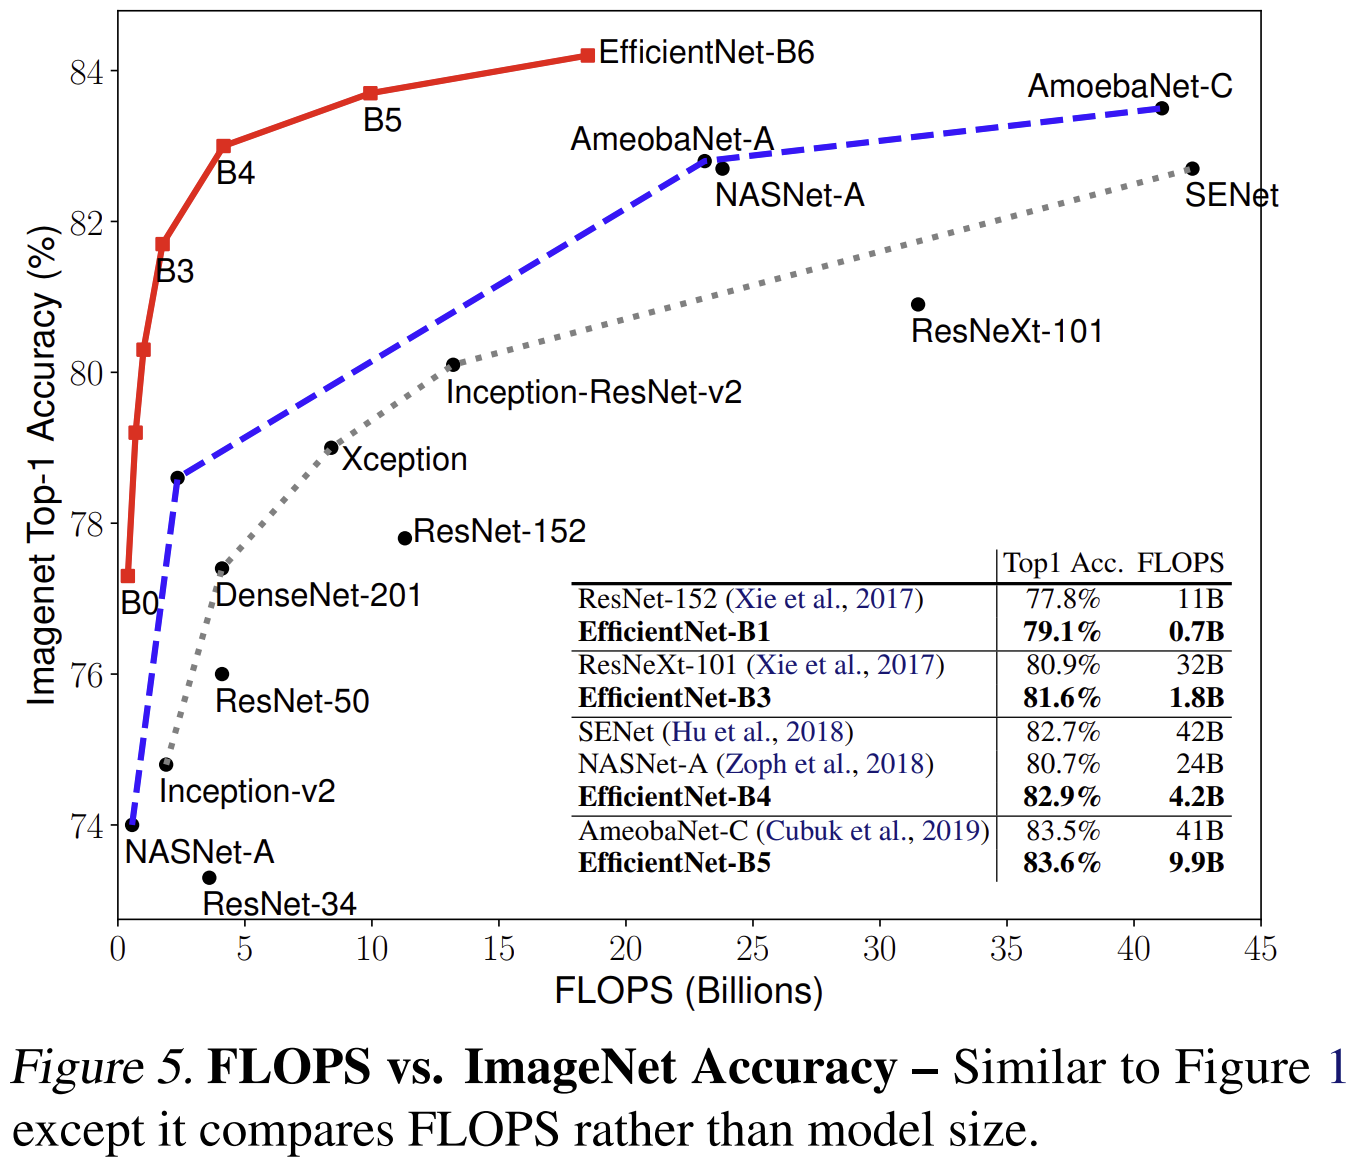 84
EfficientNet-B6
AmoebaNet-C
B5
AmeobaNet-A
B4
NASNet-A
SENet
82
B3
ResNeXt-101
80
Inception-ResNet-v2
Xception
78
ResNet-152
B0
DenseNet-201
76
ResNet-50
Inception-v2
74
NASNet-A
ResNet-34
Imagenet Top-1 Accuracy (%)
Top1 Acc. FLOPS
ResNet-152 (Xie et al., 2017) 77.8% 11B
EfficientNet-B1 79.1% 0.7B
ResNeXt-101 (Xie et al., 2017) 80.9% 32B
EfficientNet-B3 81.6% 1.8B
SENet (Hu et al., 2018) 82.7% 42B
NASNet-A (Zoph et al., 2018) 80.7% 24B
EfficientNet-B4 82.9% 4.2B
AmeobaNet-C (Cubuk et al., 2019) 83.5% 41B
EfficientNet-B5 83.6% 9.9B
0 5 10 15 20 25 30 35 40 45
FLOPS (Billions)
Figure 5. FLOPS vs. ImageNet Accuracy – Similar to Figure 1
except it compares FLOPS rather than model size.